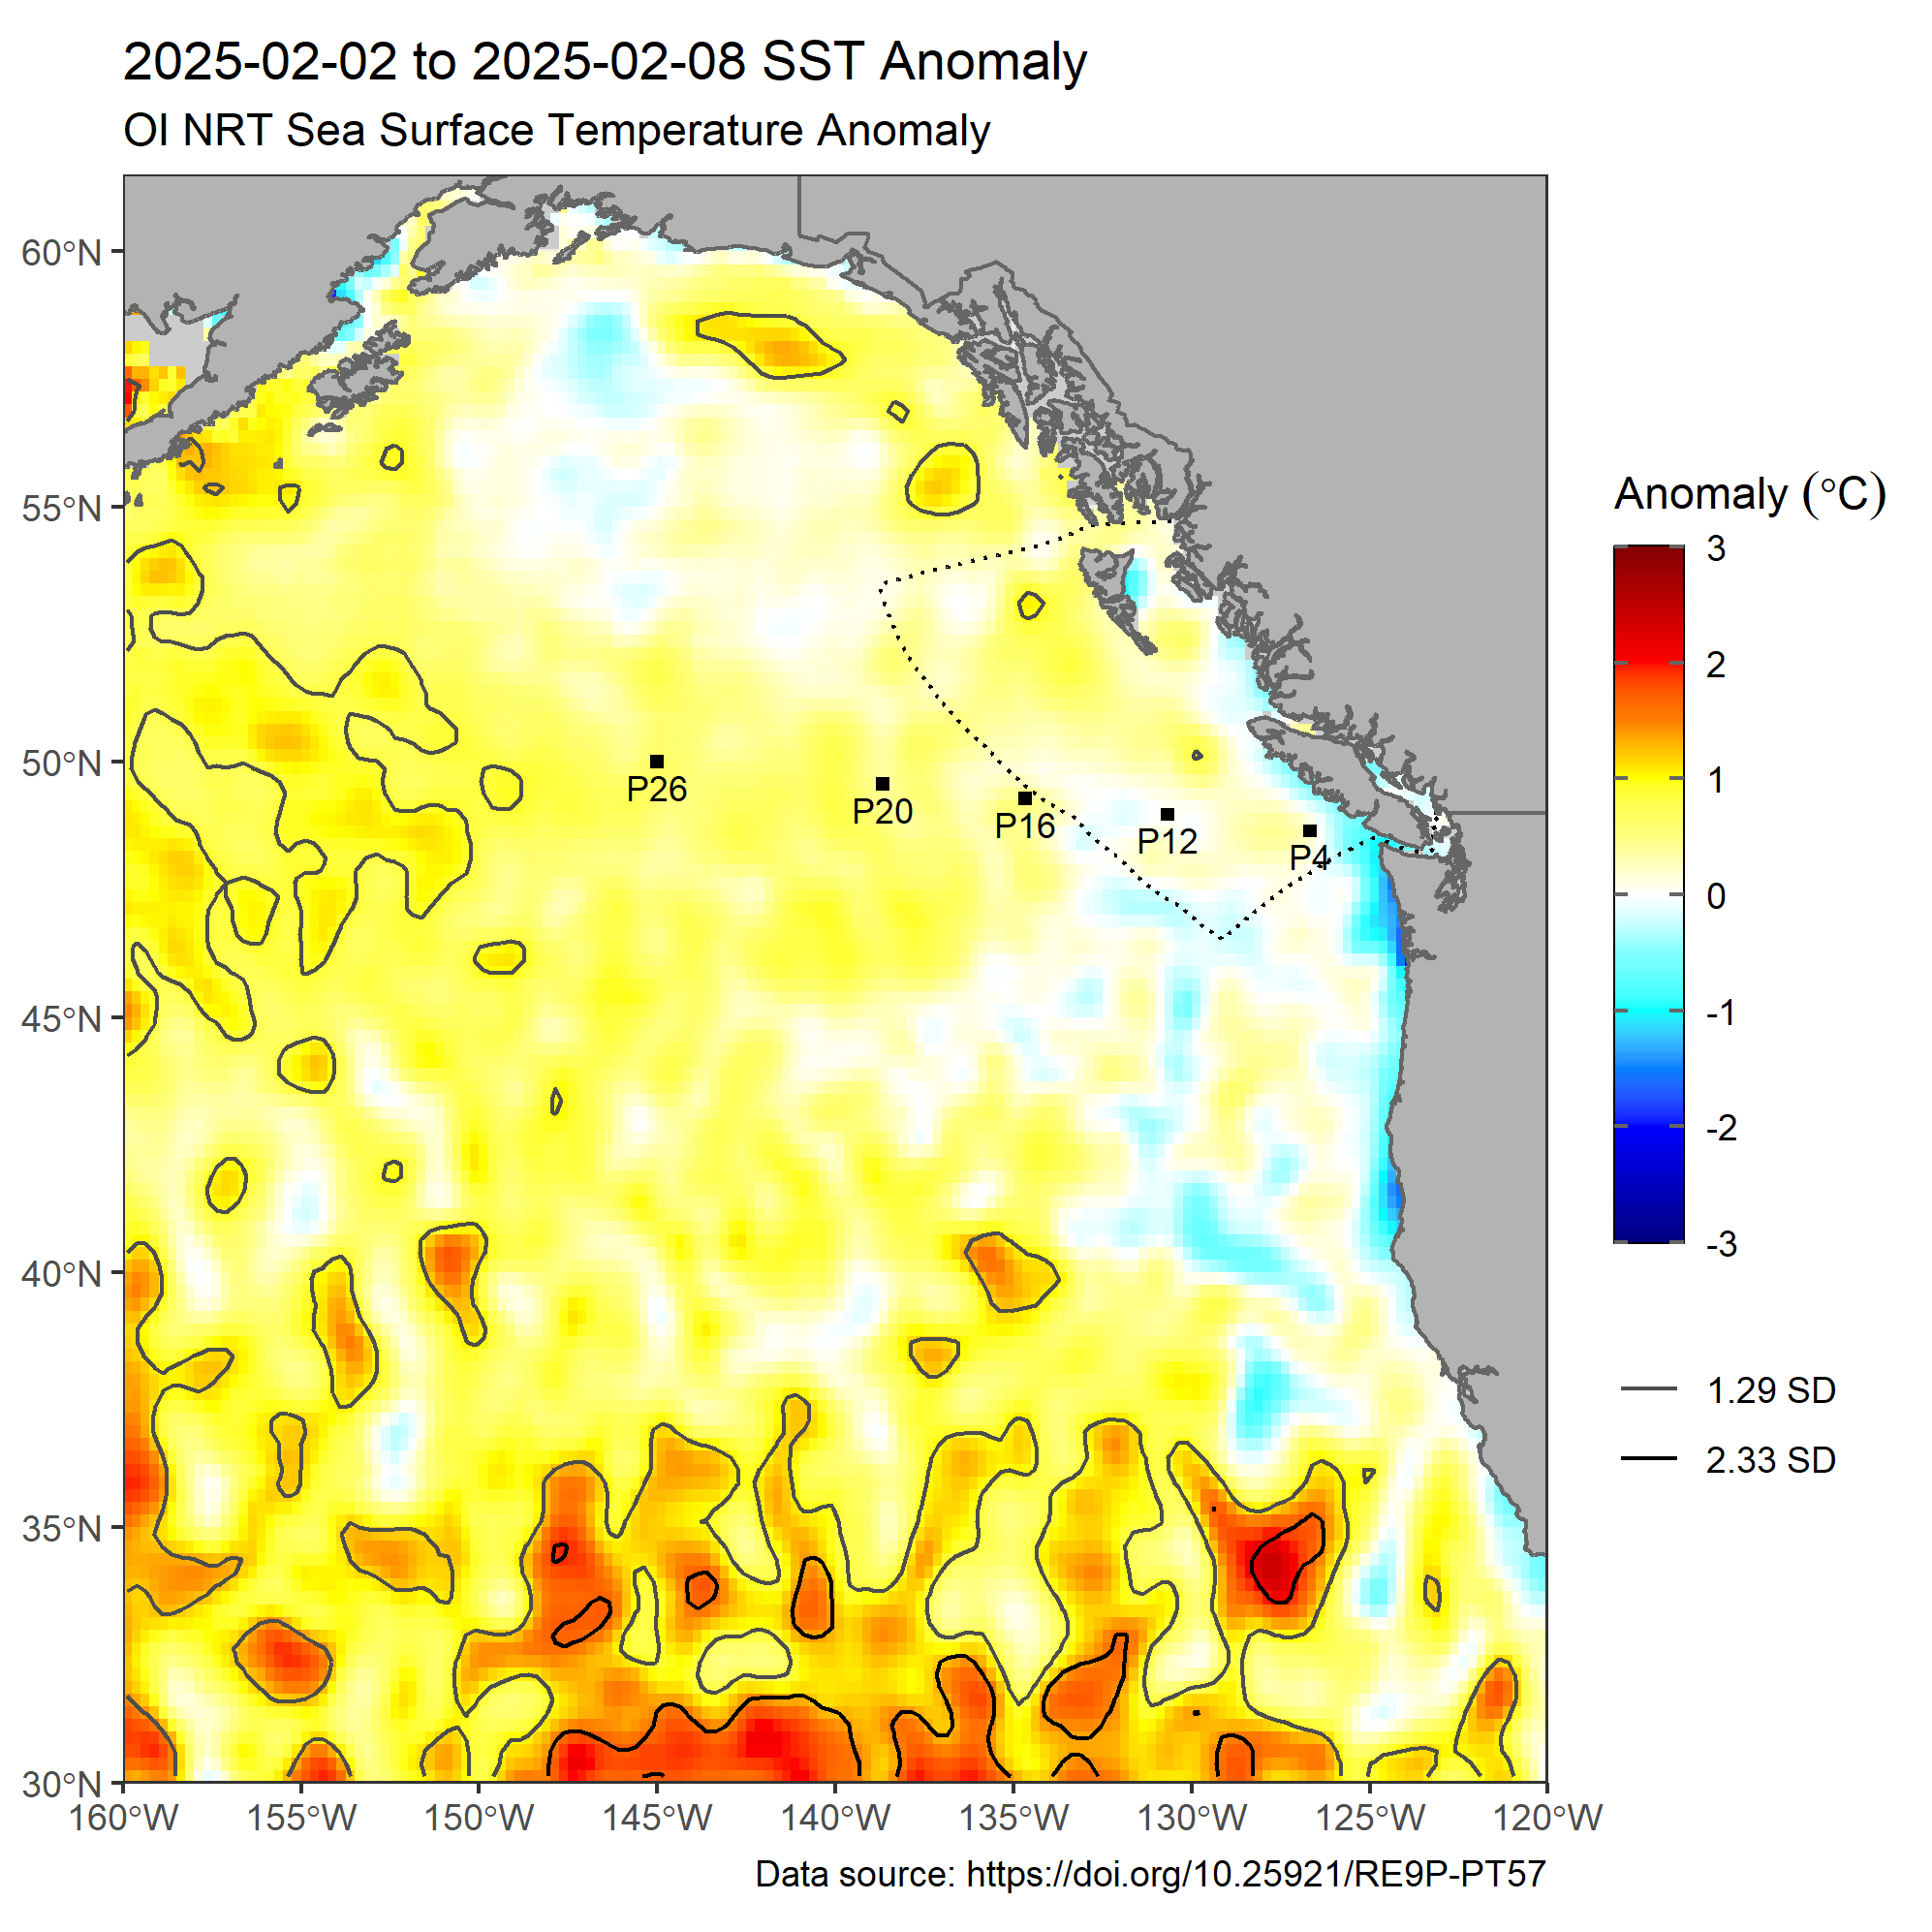 2025-02-02 to 2025-02-08 SST Anomaly
OI NRT Sea Surface Temperature Anomaly
60°N
55°N
50°N
45°N
40°N
35°N
30°N
P26
P20
P16
P12
P4
160°W 155°W 150°W 145°W 140°W 135°W 130°W 125°W 120°W
Anomaly (°C)
3
2
1
0
-1
-2
-3
1.29 SD
2.33 SD
Data source: https://doi.org/10.25921/RE9P-PT57